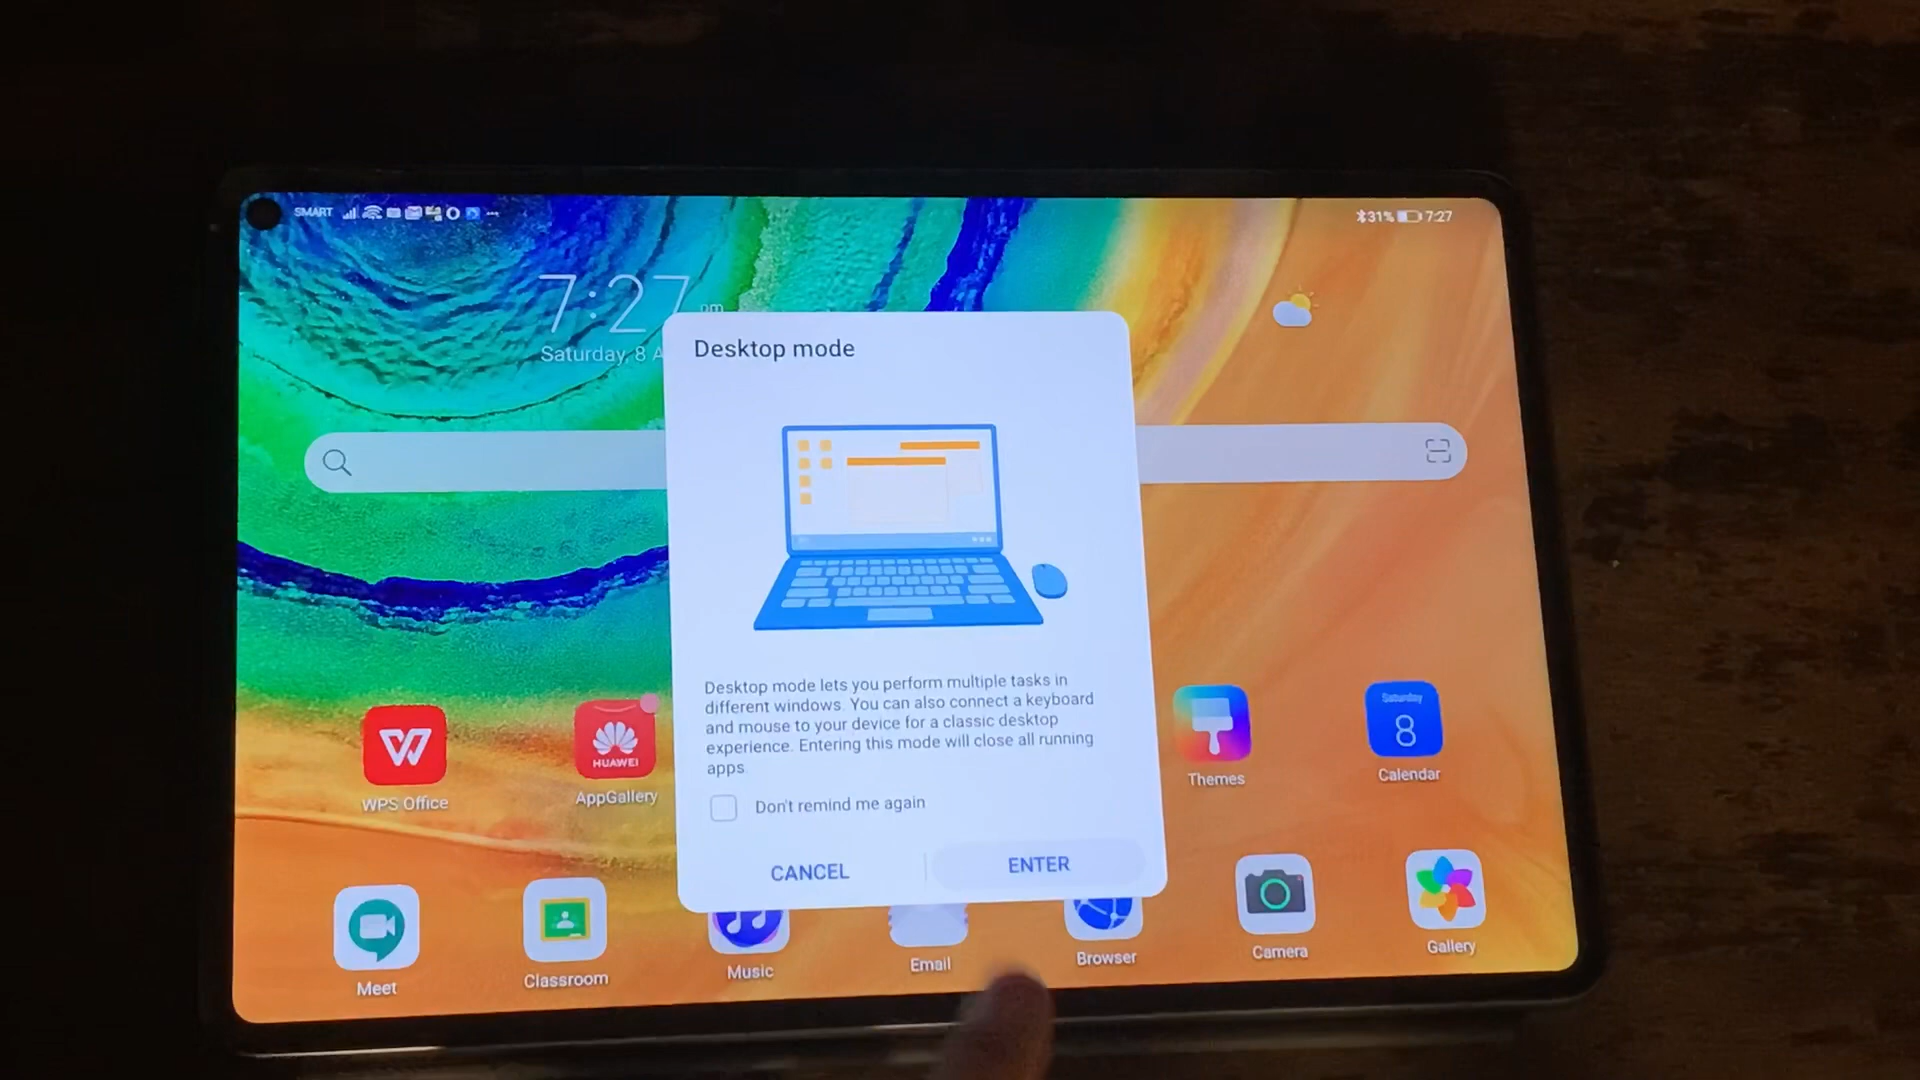 SMART
31% 7:27
7:27 pm
Saturday, 8 A
Desktop mode
Desktop mode lets you perform multiple tasks in
different windows. You can also connect a keyboard
and mouse to your device for a classic desktop
experience. Entering this mode will close all running
apps.
Don't remind me again
CANCEL
ENTER
WPS Office
HUAWEI
AppGallery
Themes
Saturday
8
Calendar
Meet
Classroom
Music
Email
Browser
Camera
Gallery